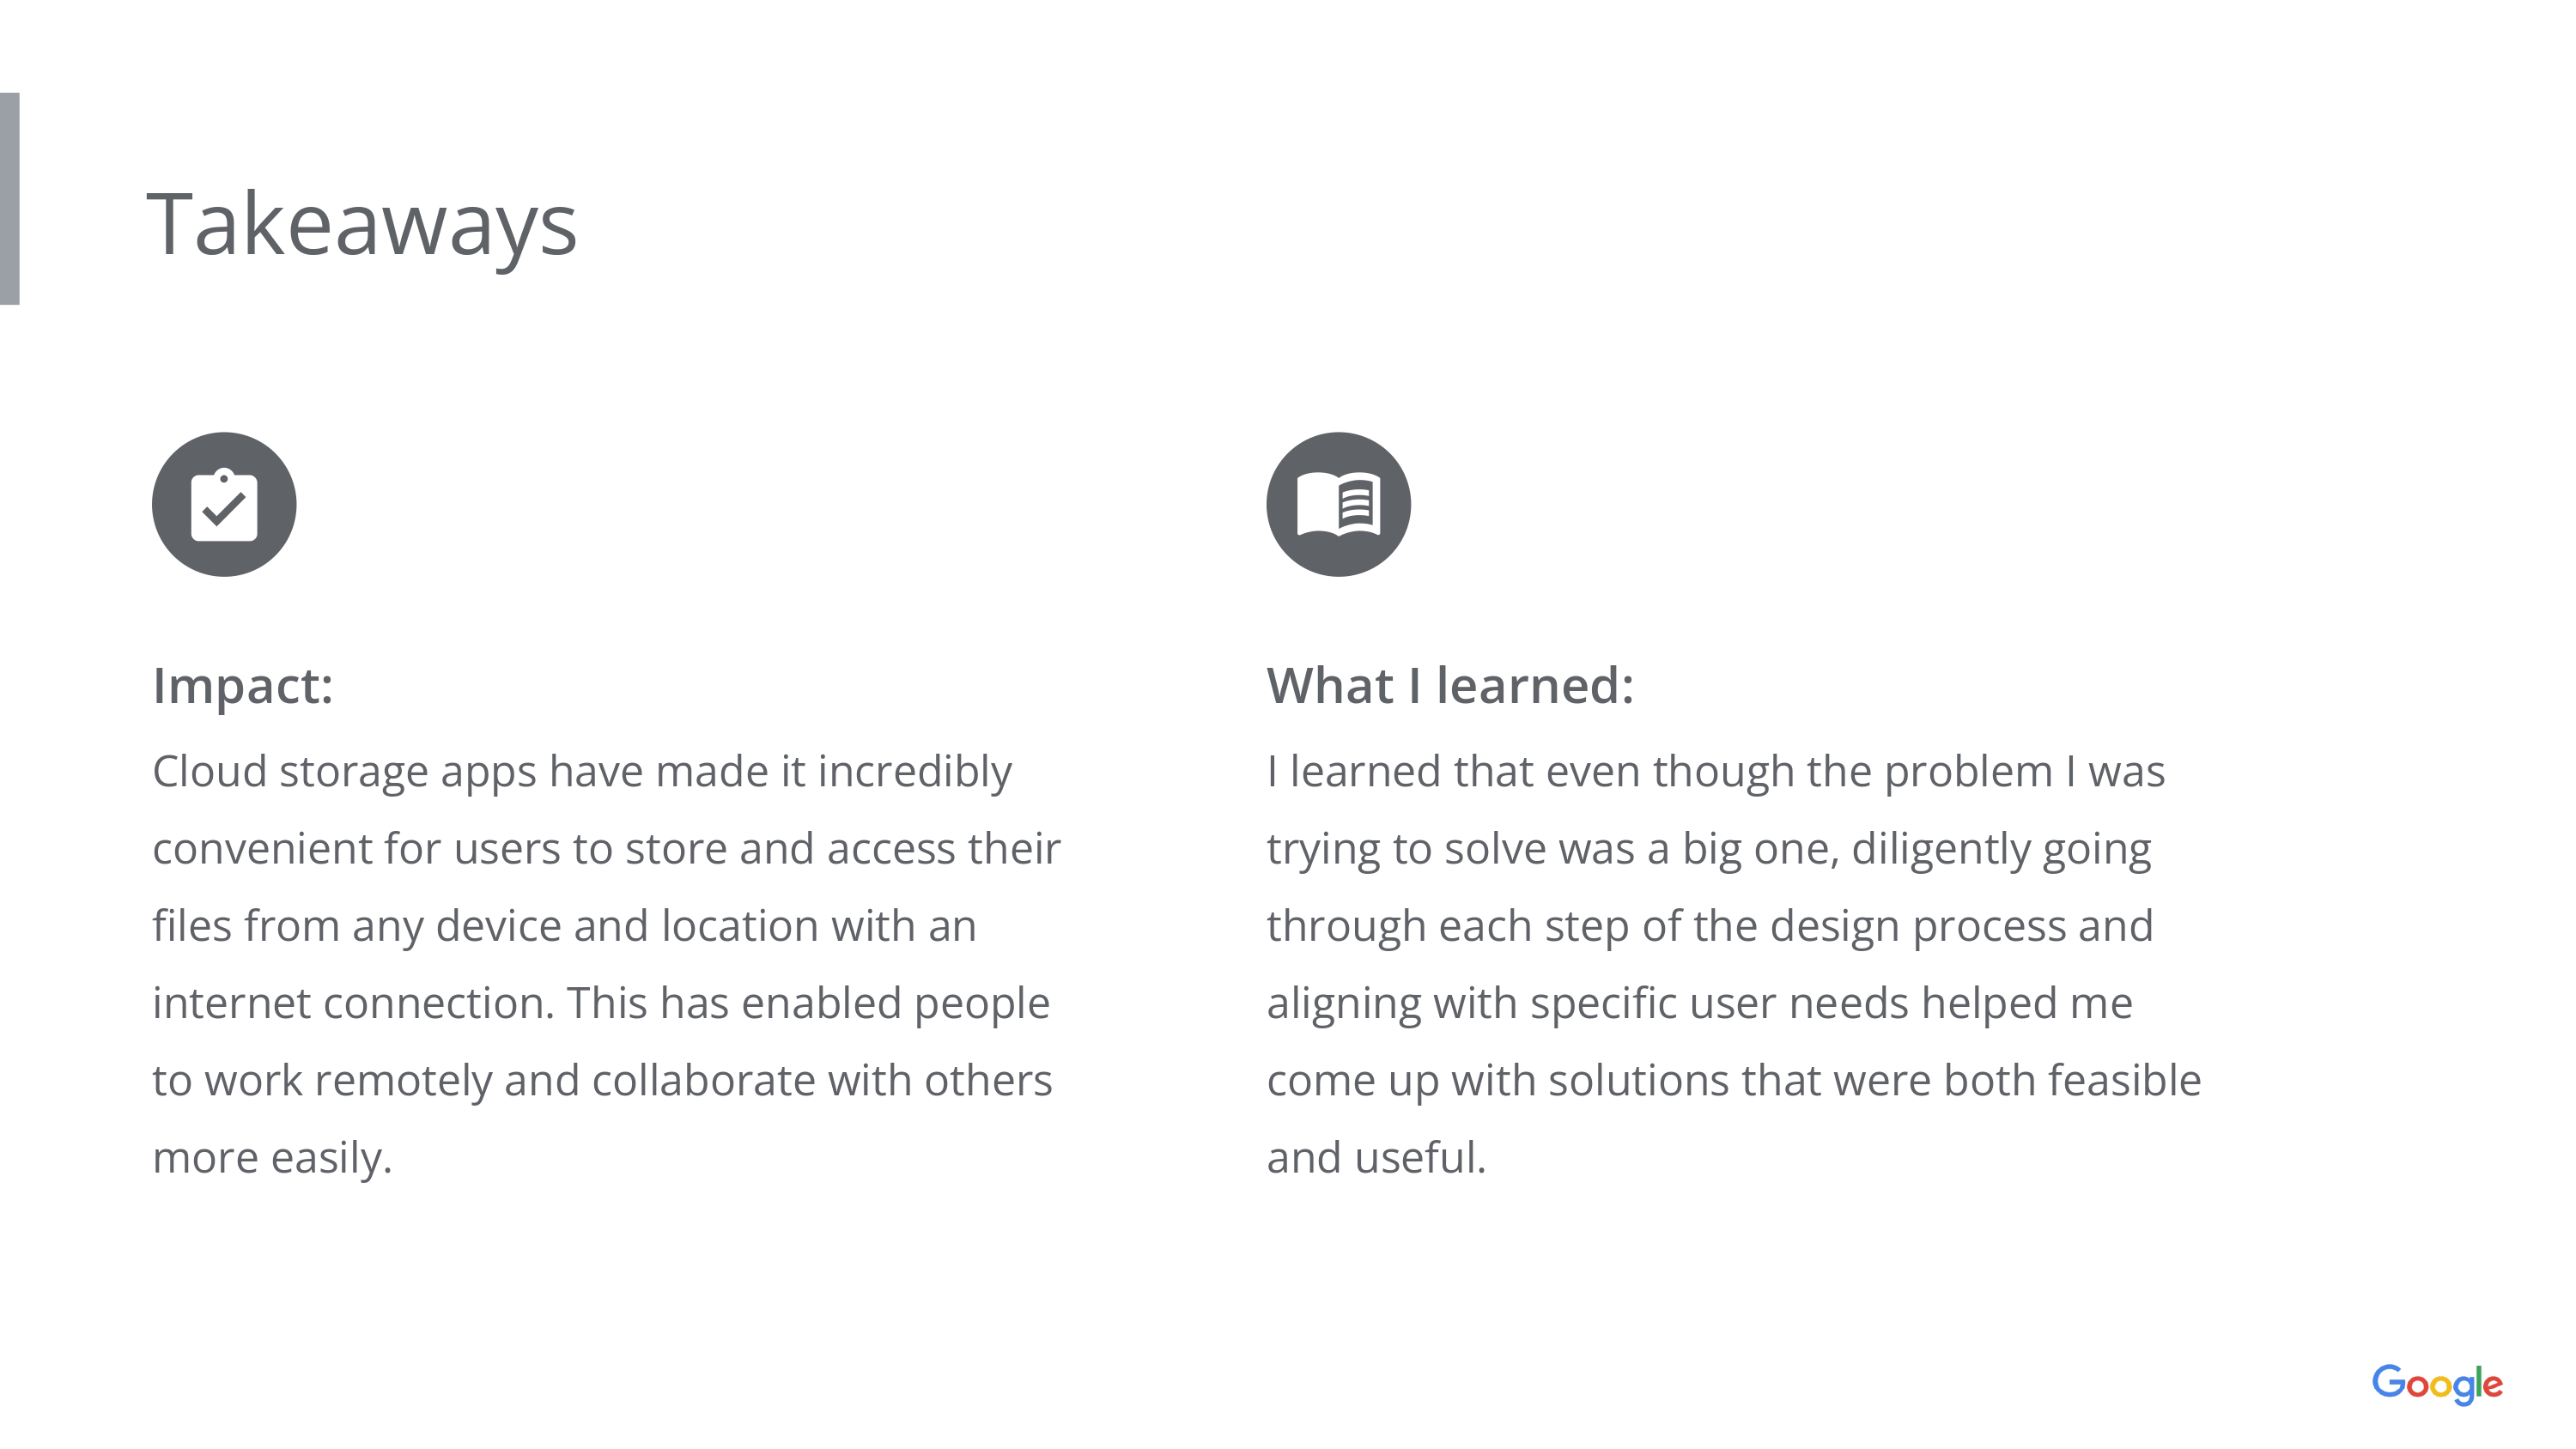 Takeaways
Impact:
Cloud storage apps have made it incredibly
convenient for users to store and access their
files from any device and location with an
internet connection. This has enabled people
to work remotely and collaborate with others
more easily.
What I learned:
I learned that even though the problem I was
trying to solve was a big one, diligently going
through each step of the design process and
aligning with specific user needs helped me
come up with solutions that were both feasible
and useful.
Google